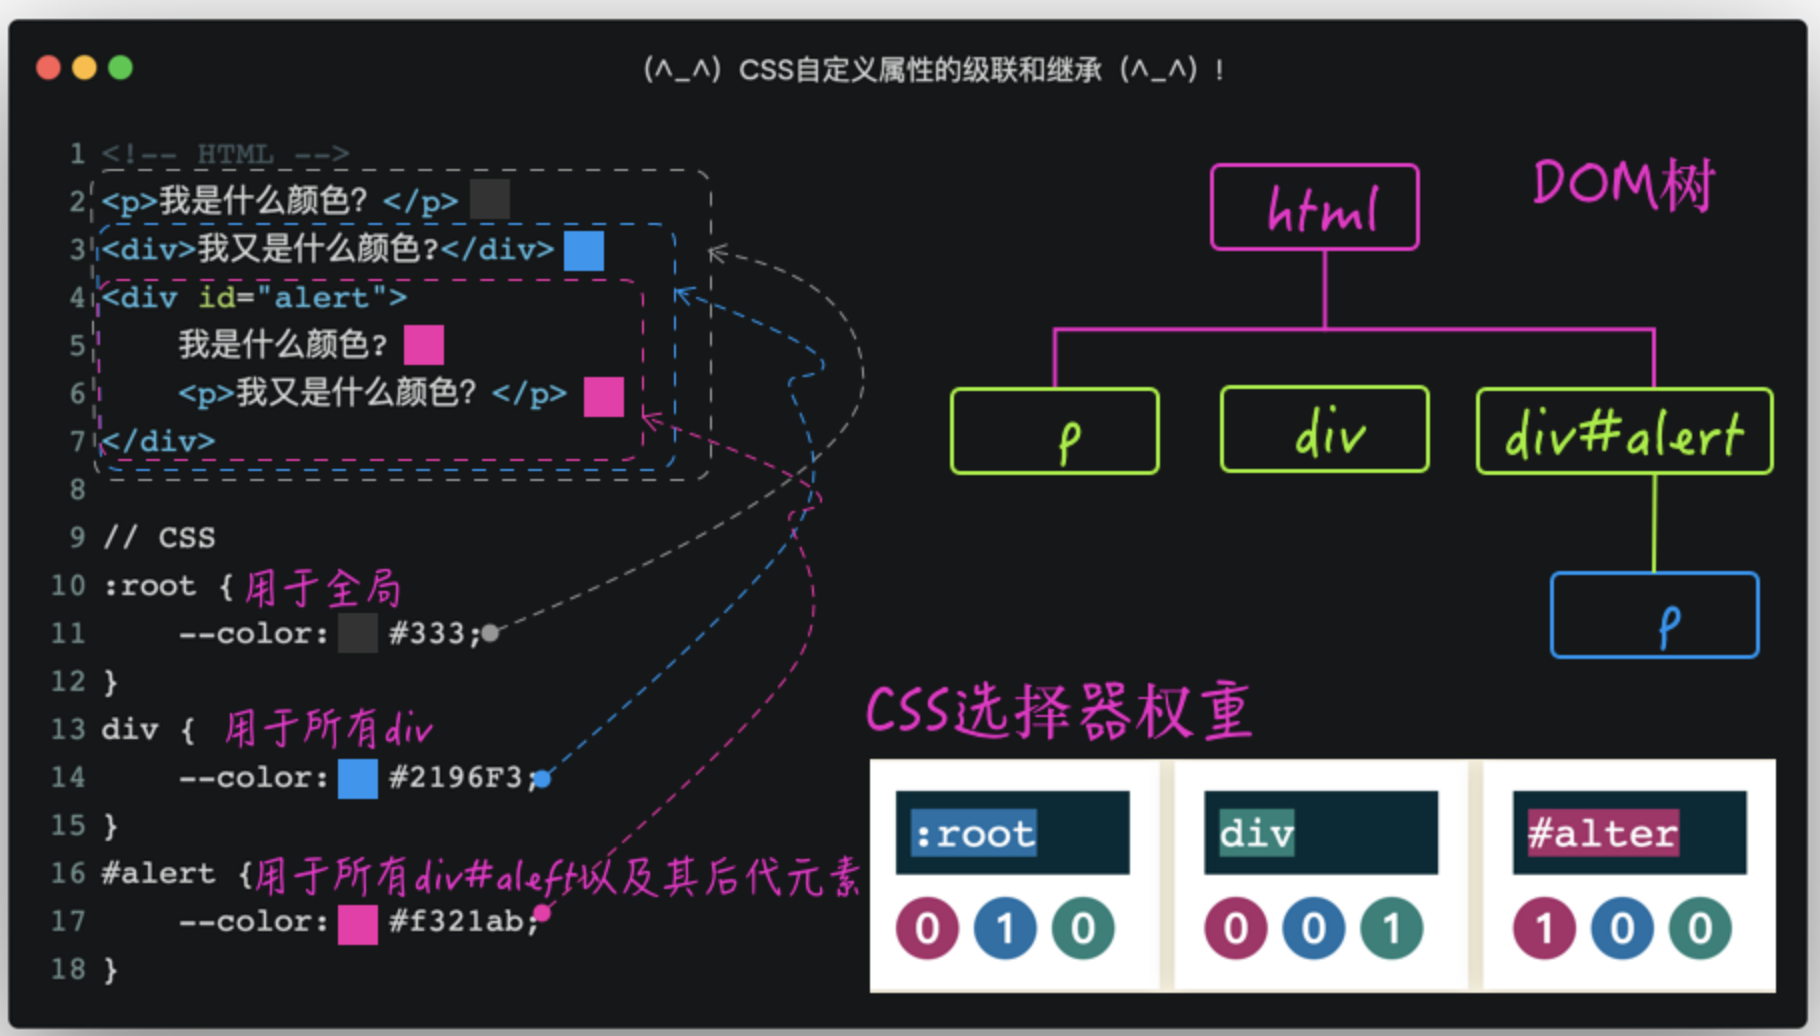 (^_^) CSS自定义属性的级联和继承 (^_^) !
1 <!-- HTML -->
2 <p>我是什么颜色? </p>
3 <div>我又是什么颜色?</div>
4 <div id="alert">
5 我是什么颜色?
6 <p>我又是什么颜色? </p>
7 </div>
8
9 // CSS
10 :root { 用于全局
11 --color: #333;
12 }
13 div { 用于所有div
14 --color: #2196F3;
15 }
16 #alert { 用于所有div#aleft以及其后代元素
17 --color: #f321ab;
18 }
DOM树
html
p div div#alert
p
CSS选择器权重
:root div #alter
0 1 0 0 0 1 1 0 0